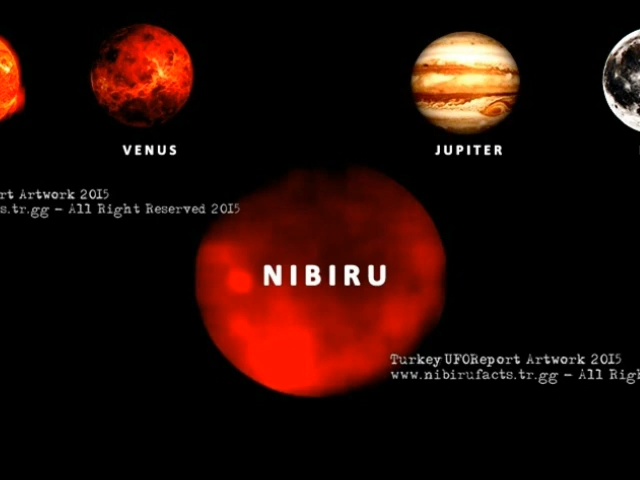 VENUS
JUPITER
rt Artwork 2015
s.tr.gg - All Right Reserved 2015
NIBIRU
Turkey UFOReport Artwork 2015
www.nibirufacts.tr.gg - All Righ